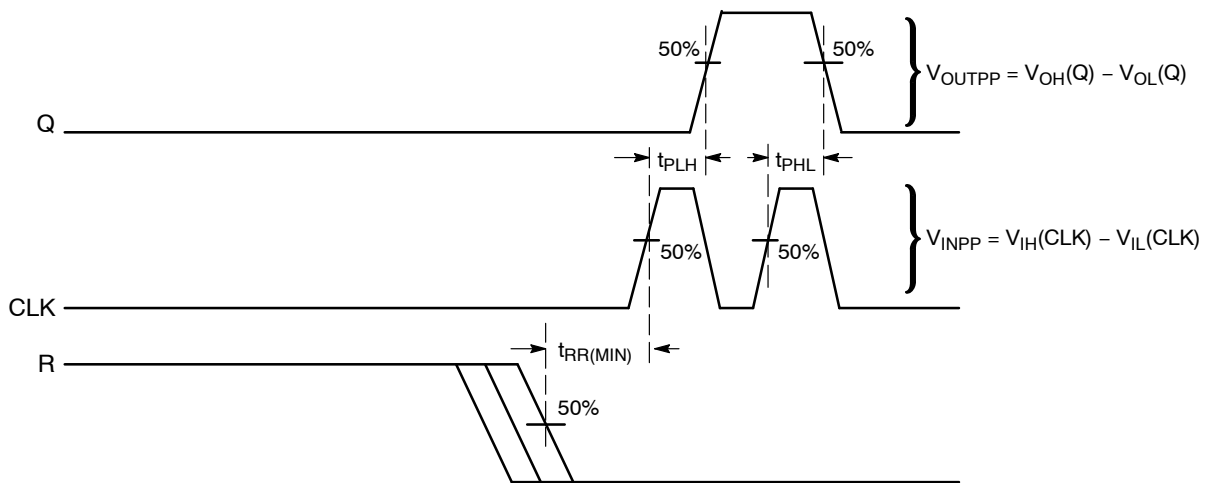 50%
50%
V_OUTPP = V_OH(Q) − V_OL(Q)
Q
t_PLH
t_PHL
50%
50%
V_INPP = V_IH(CLK) − V_IL(CLK)
CLK
R
t_RR(MIN)
50%